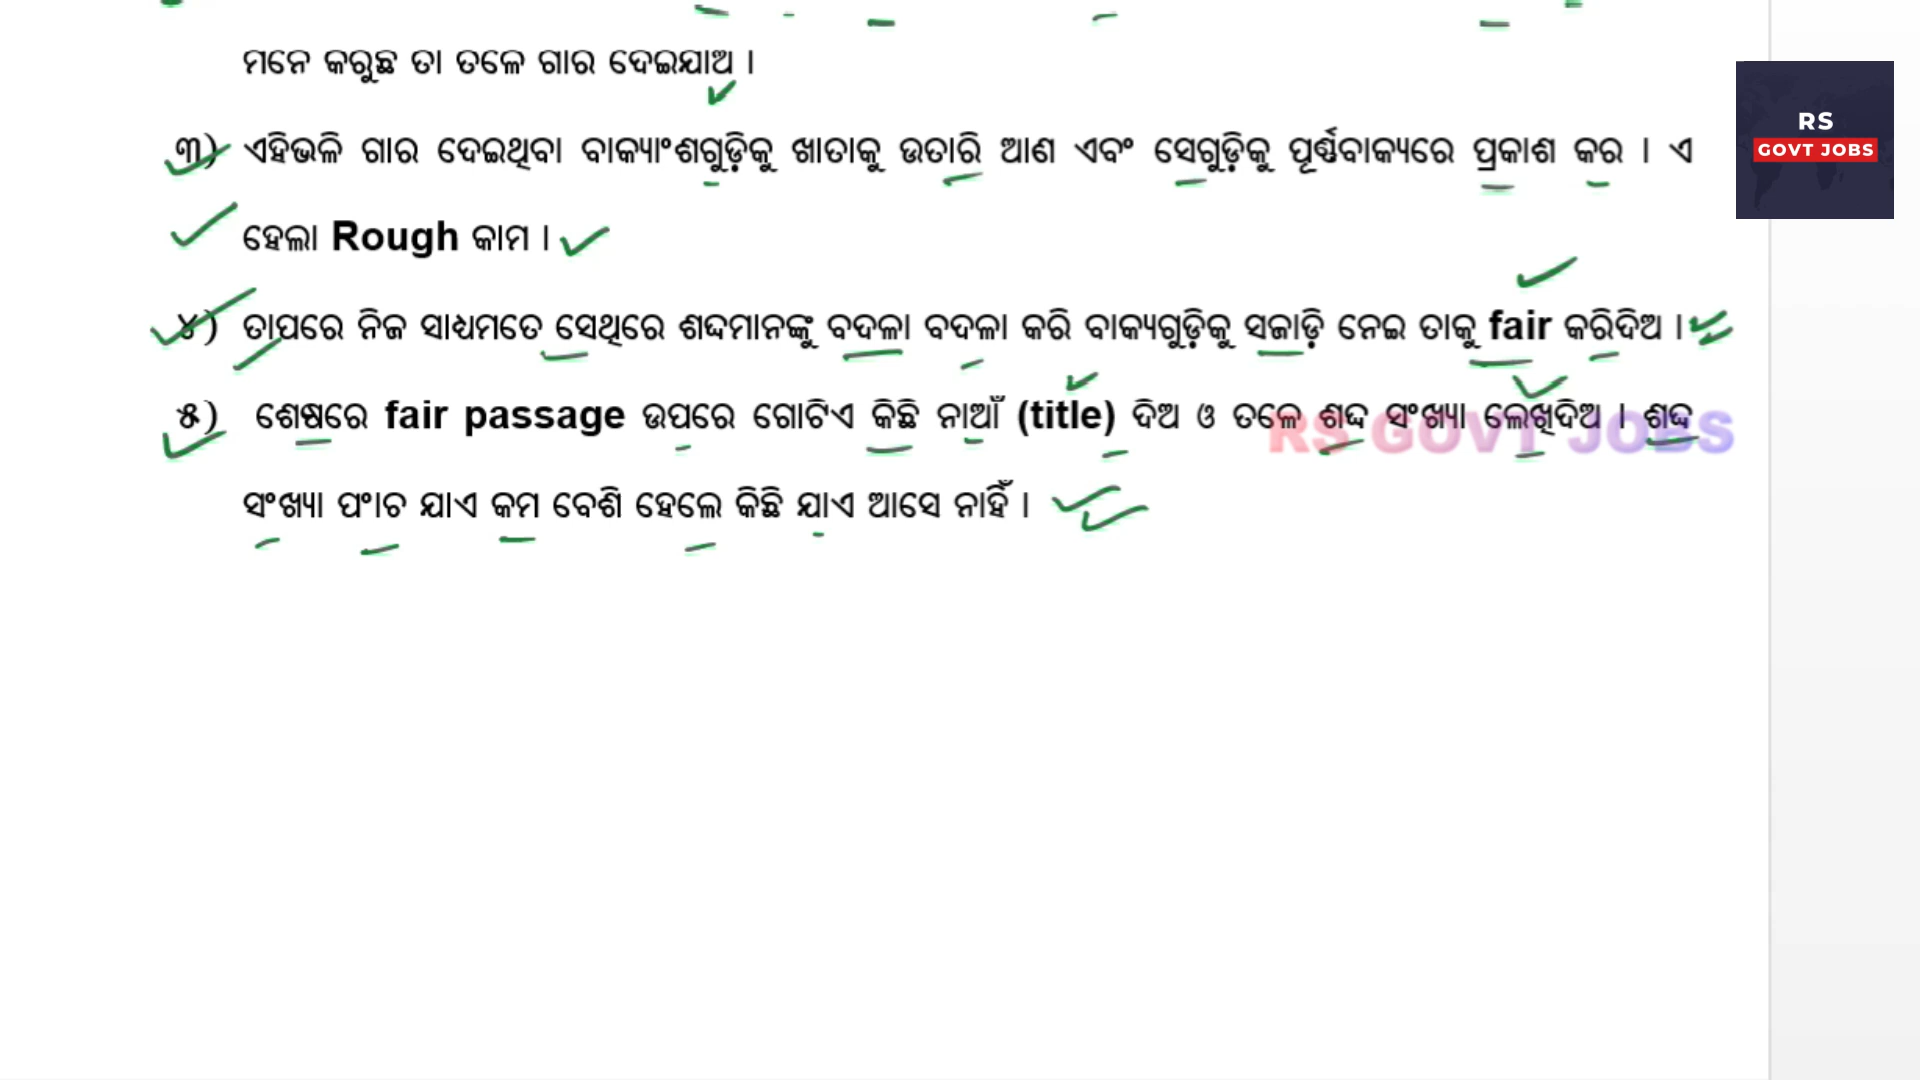 ମନେ କରୁଛ ତା ତଳେ ଗାର ଦେଇଯାଅ ।
୩) ଏହିଭଳି ଗାର ଦେଇଥିବା ବାକ୍ୟାଂଶଗୁଡ଼ିକୁ ଖାତାକୁ ଉତାରି ଆଣ ଏବଂ ସେଗୁଡ଼ିକୁ ପୂର୍ଣ୍ଣବାକ୍ୟରେ ପ୍ରକାଶ କର । ଏ
ହେଲା Rough କାମ ।
୪) ତାପରେ ନିଜ ସାଧ୍ୟମତେ ସେଥିରେ ଶବ୍ଦମାନଙ୍କୁ ବଦଳା ବଦଳା କରି ବାକ୍ୟଗୁଡ଼ିକୁ ସଜାଡ଼ି ନେଇ ତାକୁ fair କରିଦିଅ ।
୫) ଶେଷରେ fair passage ଉପରେ ଗୋଟିଏ କିଛି ନାଆଁ (title) ଦିଅ ଓ ତଳେ ଶବ୍ଦ ସଂଖ୍ୟା ଲେଖିଦିଅ । ଶବ୍ଦ
ସଂଖ୍ୟା ପଂାଚ ଯାଏ କମ ବେଶି ହେଲେ କିଛି ଯାଏ ଆସେ ନାହିଁ ।
RS
GOVT JOBS
RS GOVT JOBS